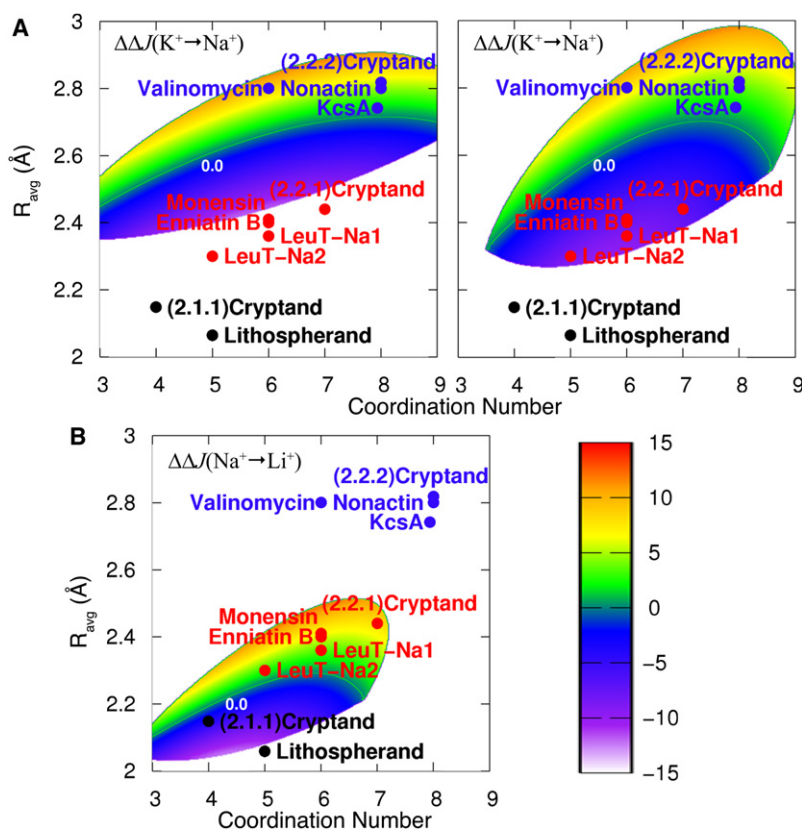 A
ΔΔJ(K⁺→Na⁺)
(2.2.2)Cryptand
Valinomycin
Nonactin
KcsA
0.0
(2.2.1)Cryptand
Monensin
Enniatin B
LeuT−Na1
LeuT−Na2
(2.1.1)Cryptand
Lithospherand
3
2.8
2.6
2.4
2.2
2
R_avg (Å)
3 4 5 6 7 8 9
ΔΔJ(K⁺→Na⁺)
(2.2.2)Cryptand
Valinomycin
Nonactin
KcsA
0.0
(2.2.1)Cryptand
Monensin
Enniatin B
LeuT−Na1
LeuT−Na2
(2.1.1)Cryptand
Lithospherand
4 5 6 7 8 9
Coordination Number
B
ΔΔJ(Na⁺→Li⁺)
(2.2.2)Cryptand
Valinomycin
Nonactin
KcsA
(2.2.1)Cryptand
Monensin
Enniatin B
LeuT−Na1
LeuT−Na2
0.0
(2.1.1)Cryptand
Lithospherand
3
2.8
2.6
2.4
2.2
2
R_avg (Å)
3 4 5 6 7 8 9
Coordination Number
15
10
5
0
−5
−10
−15